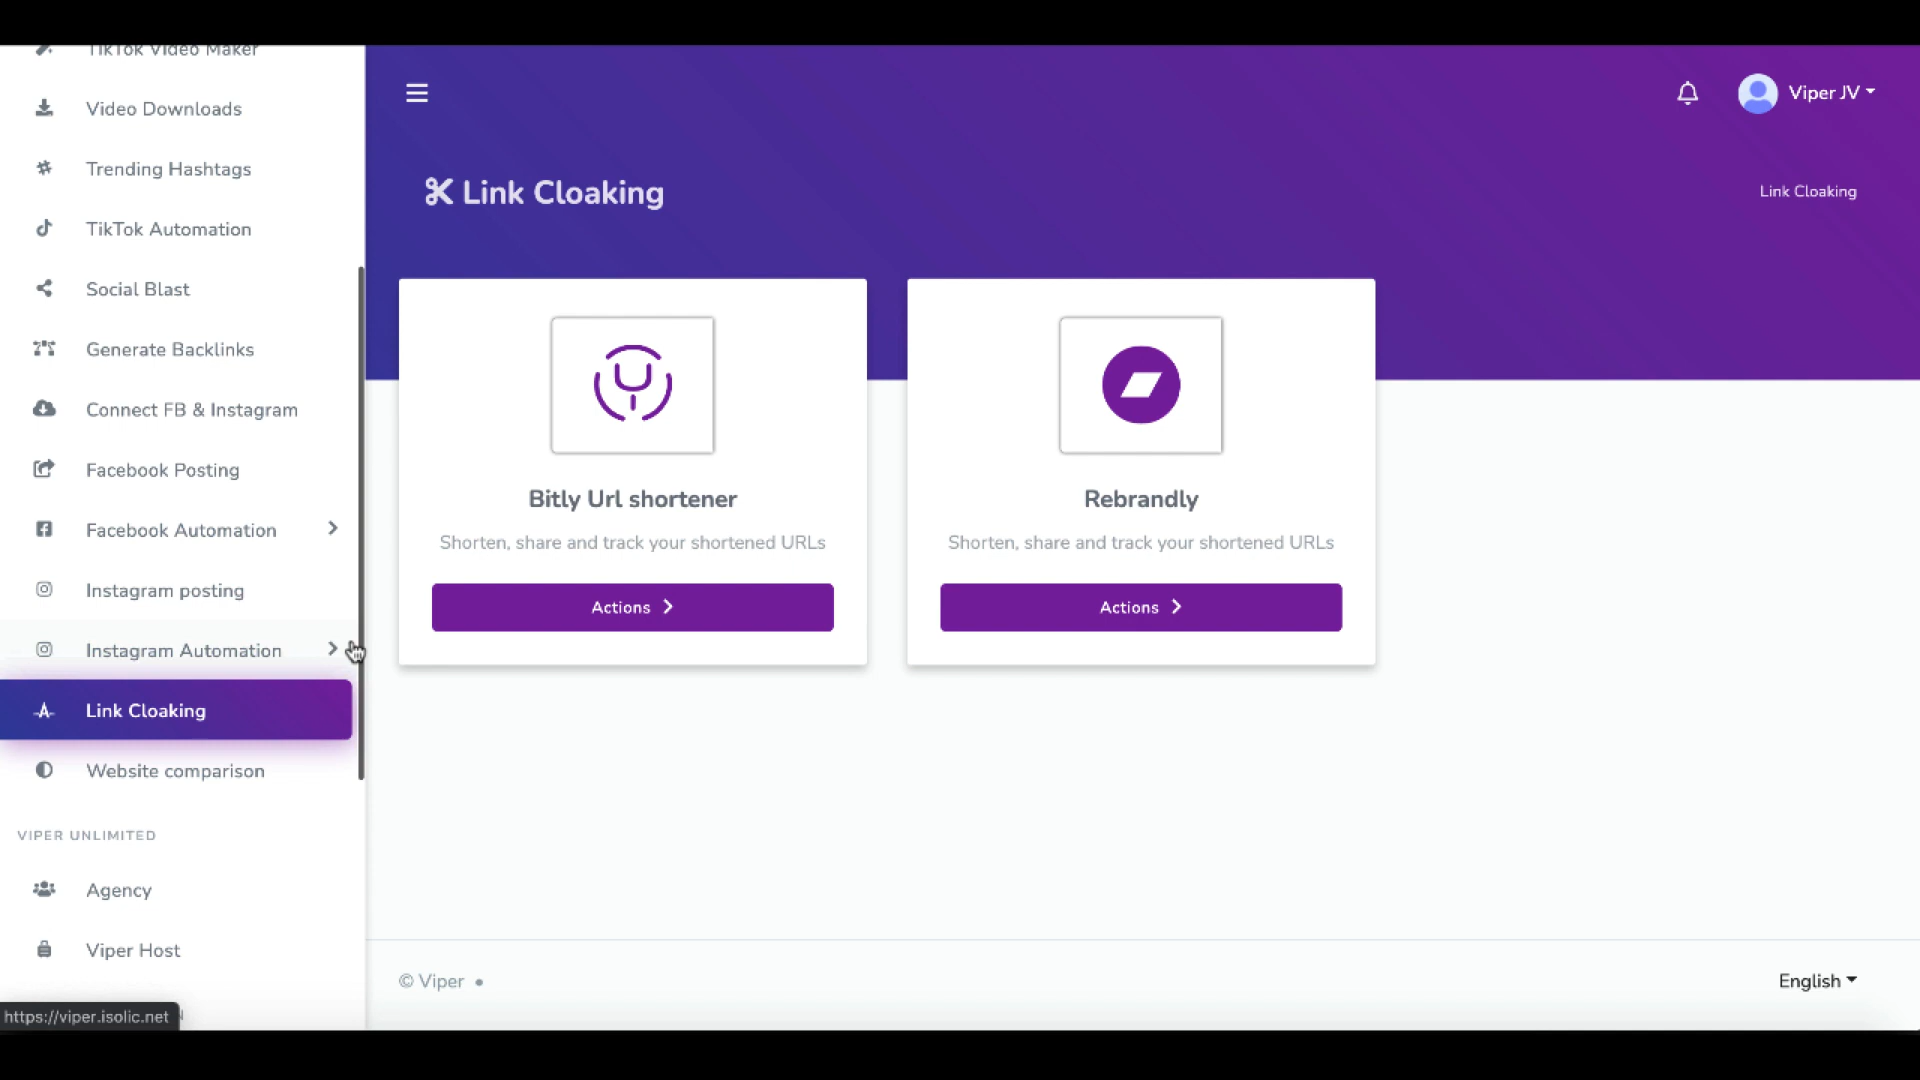 TikTok Video Maker
Video Downloads
Trending Hashtags
TikTok Automation
Social Blast
Generate Backlinks
Connect FB & Instagram
Facebook Posting
Facebook Automation
Instagram posting
Instagram Automation
Link Cloaking
Website comparison
VIPER UNLIMITED
Agency
Viper Host
https://viper.isolic.net
Viper JV
Link Cloaking
Link Cloaking
Bitly Url shortener
Shorten, share and track your shortened URLs
Actions
Rebrandly
Shorten, share and track your shortened URLs
Actions
© Viper •
English